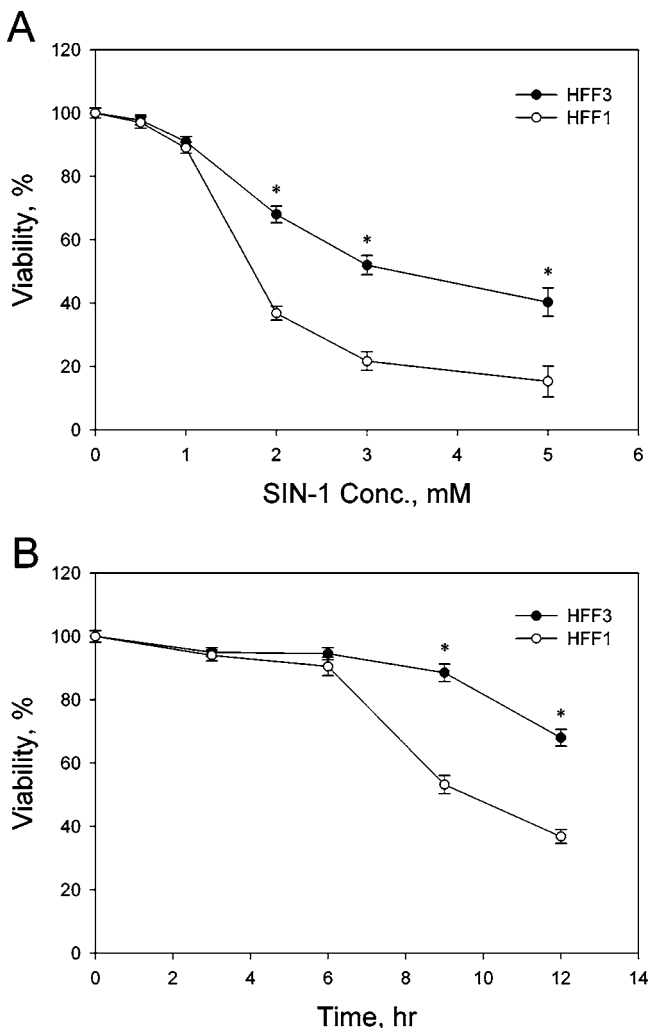 A
120
100
80
60
40
20
0
Viability, %
HFF3
HFF1
*
*
*
0 1 2 3 4 5 6
SIN-1 Conc., mM
B
120
100
80
60
40
20
0
Viability, %
HFF3
HFF1
*
*
0 2 4 6 8 10 12 14
Time, hr